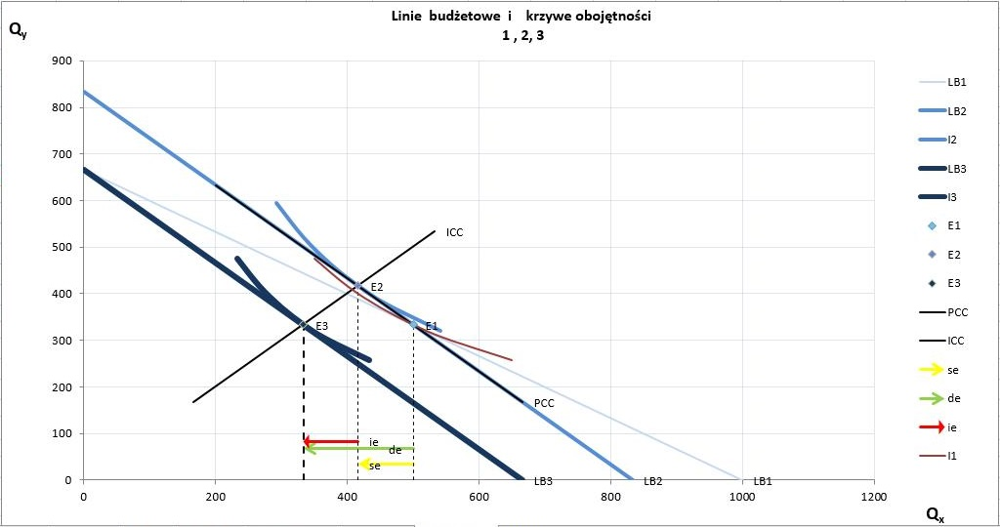 Linie budżetowe i krzywe obojętności
1 , 2, 3
Qy
900
800
700
600
500
400
300
200
100
0
0
200
400
600
800
1000
1200
Qx
ICC
E2
E1
E3
PCC
ie
de
se
LB3
LB2
LB1
LB1
LB2
I2
LB3
I3
E1
E2
E3
PCC
ICC
se
de
ie
I1